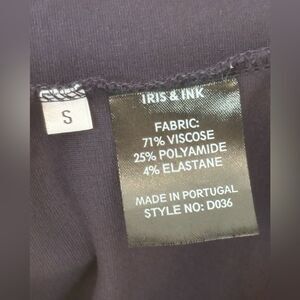 S
IRIS & INK
FABRIC:
71% VISCOSE
25% POLYAMIDE
4% ELASTANE
MADE IN PORTUGAL
STYLE NO: D036